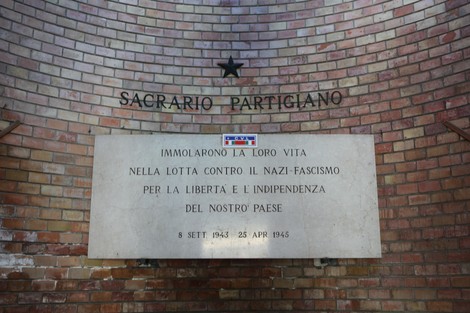 SACRARIO PARTIGIANO
IMMOLARONO LA LORO VITA
NELLA LOTTA CONTRO IL NAZI-FASCISMO
PER LA LIBERTA E L'INDIPENDENZA
DEL NOSTRO PAESE
8 SETT. 1943 - 25 APR 1945